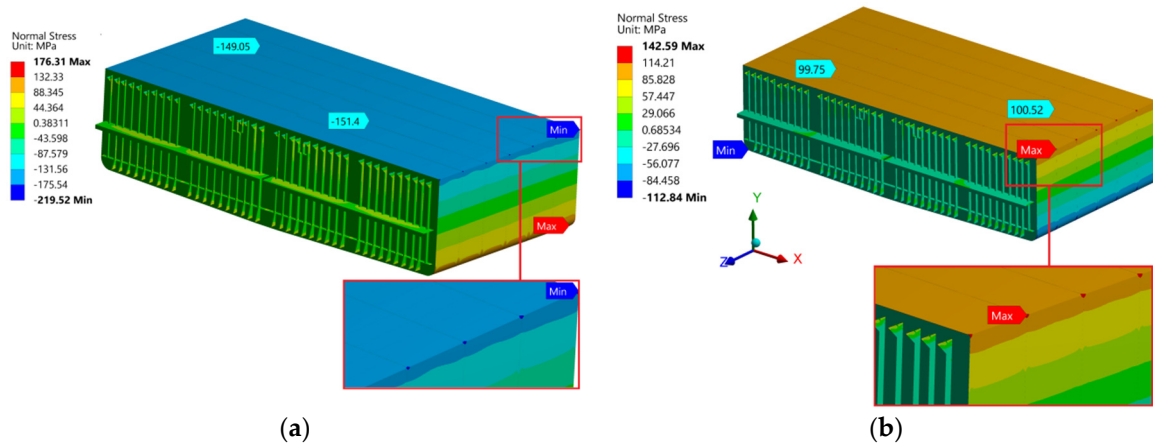 Normal Stress
Unit: MPa
176.31 Max
132.33
88.345
44.364
0.38311
-43.598
-87.579
-131.56
-175.54
-219.52 Min
-149.05
-151.4
Min
Max
Min
(a)
Normal Stress
Unit: MPa
142.59 Max
114.21
85.828
57.447
29.066
0.68534
-27.696
-56.077
-84.458
-112.84 Min
99.75
100.52
Min
Max
Y
Z
X
Max
(b)